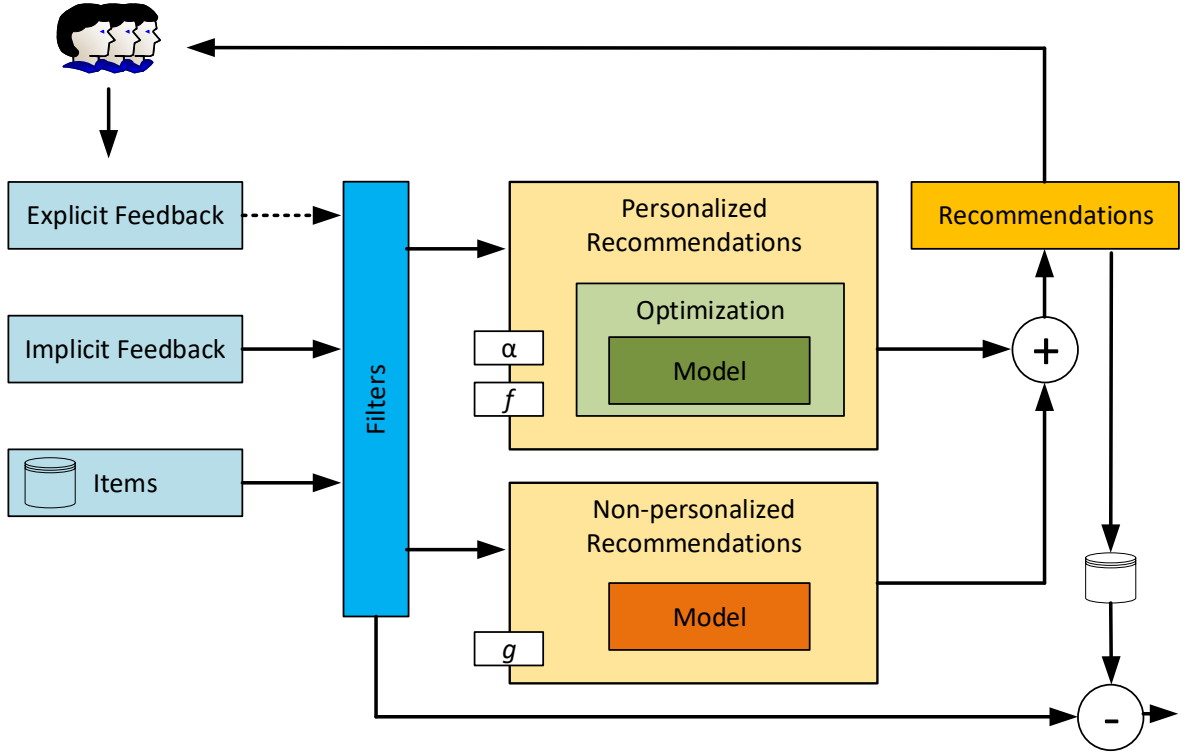 Explicit Feedback
Implicit Feedback
Items
Filters
Personalized
Recommendations
Optimization
Model
α
f
Non-personalized
Recommendations
Model
g
Recommendations
+
-